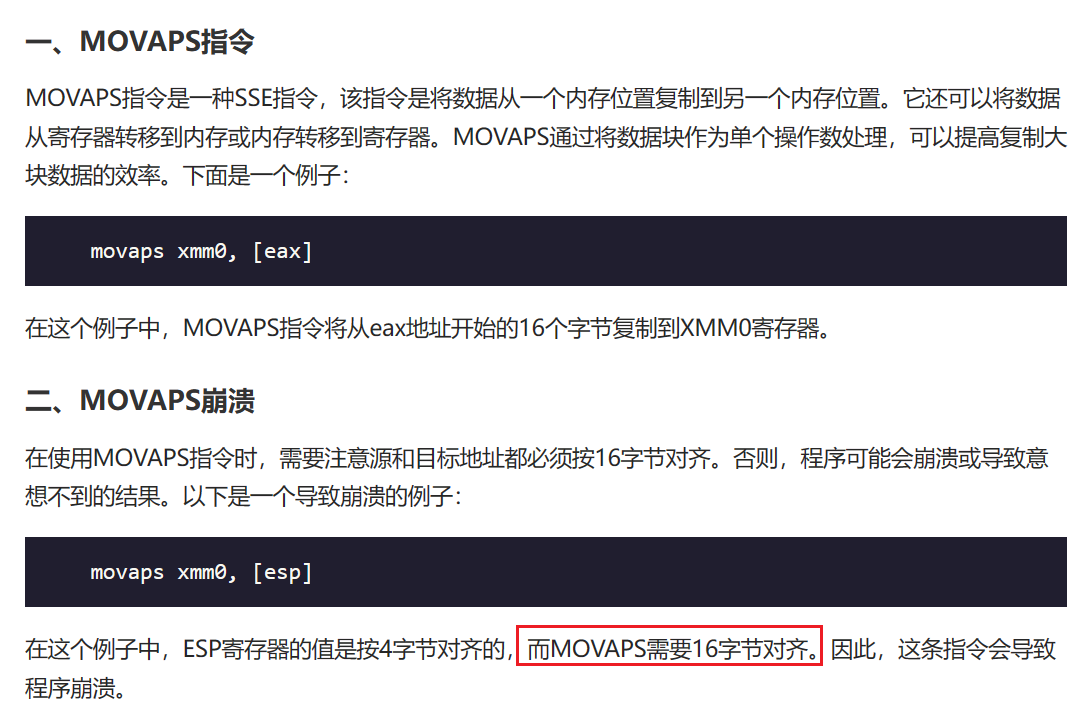 一、MOVAPS指令
MOVAPS指令是一种SSE指令，该指令是将数据从一个内存位置复制到另一个内存位置。它还可以将数据
从寄存器转移到内存或内存转移到寄存器。MOVAPS通过将数据块作为单个操作数处理，可以提高复制大
块数据的效率。下面是一个例子：
movaps xmm0, [eax]
在这个例子中，MOVAPS指令将从eax地址开始的16个字节复制到XMM0寄存器。
二、MOVAPS崩溃
在使用MOVAPS指令时，需要注意源和目标地址都必须按16字节对齐。否则，程序可能会崩溃或导致意
想不到的结果。以下是一个导致崩溃的例子：
movaps xmm0, [esp]
在这个例子中，ESP寄存器的值是按4字节对齐的，而MOVAPS需要16字节对齐。因此，这条指令会导致
程序崩溃。